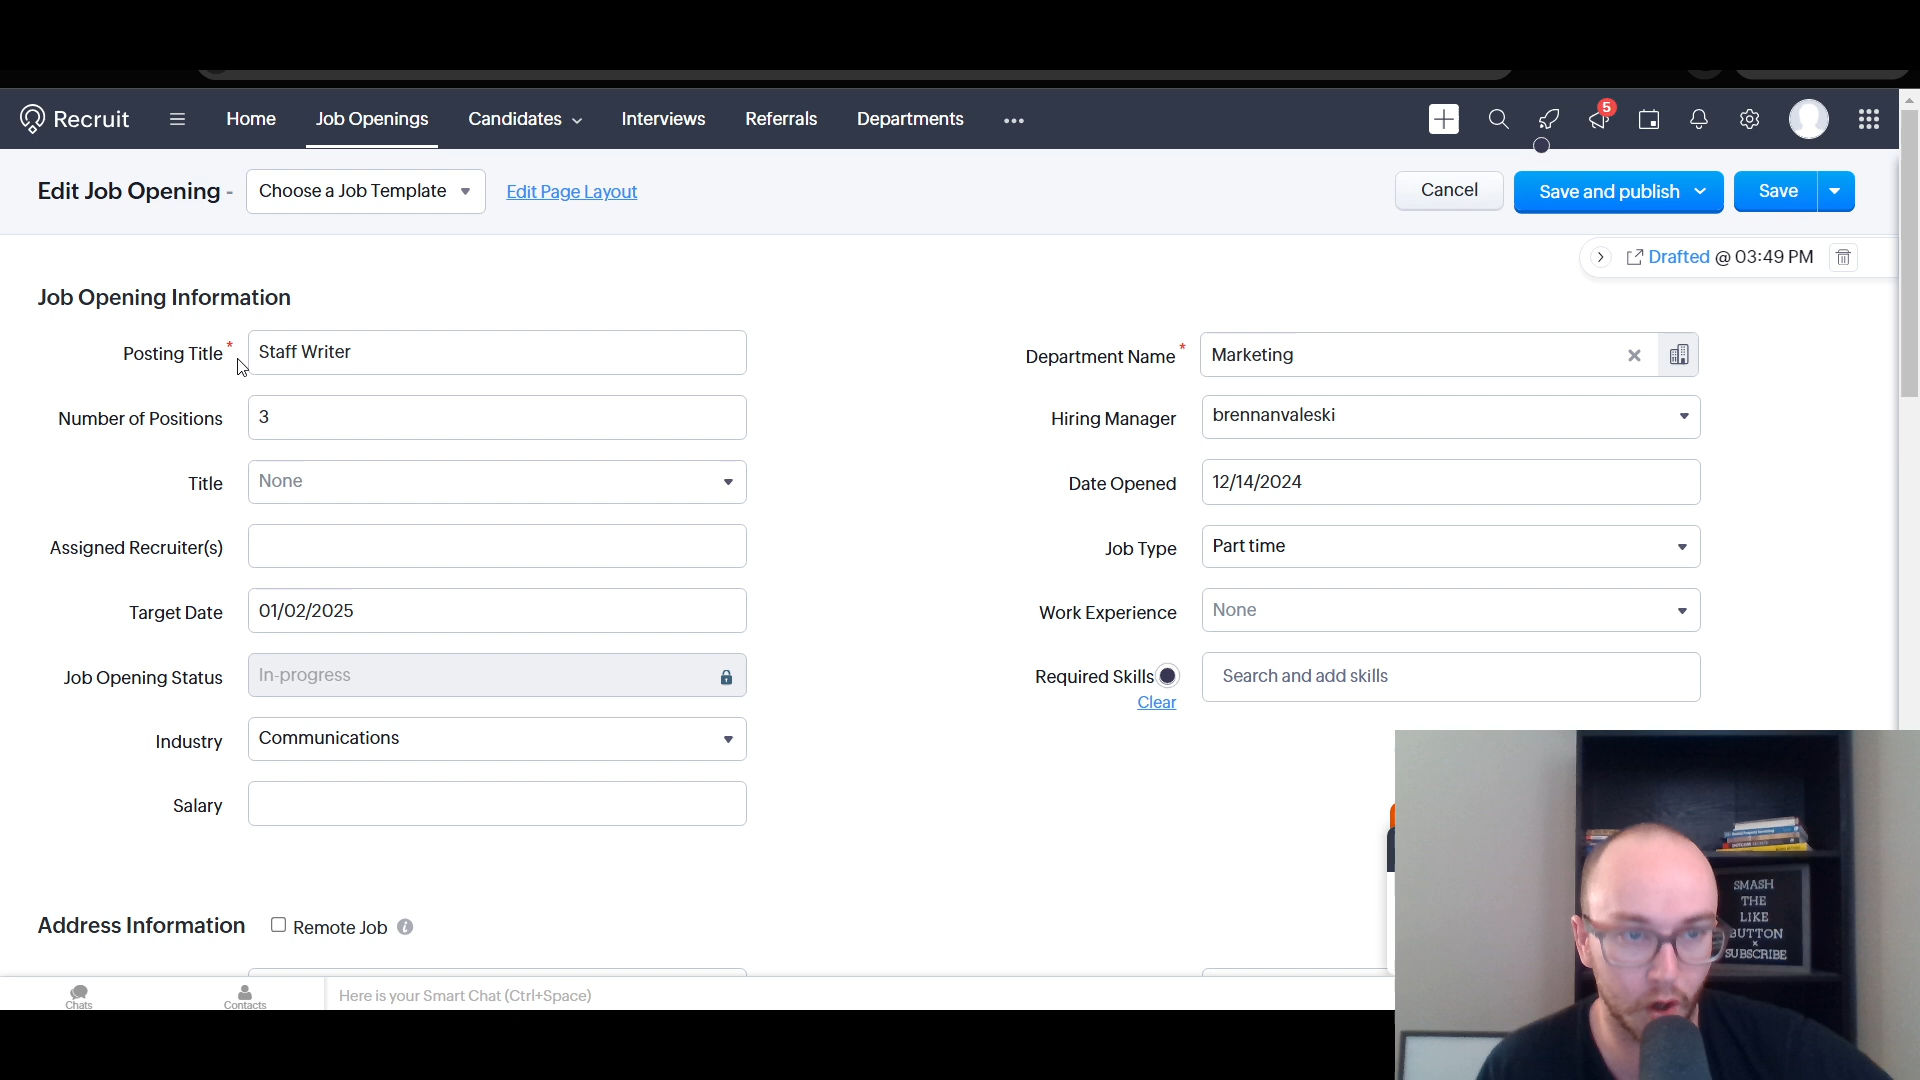 Recruit
Home
Job Openings
Candidates
Interviews
Referrals
Departments
5
Edit Job Opening -
Choose a Job Template
Edit Page Layout
Cancel
Save and publish
Save
Drafted @ 03:49 PM
Job Opening Information
Posting Title *
Staff Writer
Department Name *
Marketing
Number of Positions
3
Hiring Manager
brennanvaleski
Title
None
Date Opened
12/14/2024
Assigned Recruiter(s)
Job Type
Part time
Target Date
01/02/2025
Work Experience
None
Job Opening Status
In-progress
Required Skills
Search and add skills
Clear
Industry
Communications
Salary
Address Information
Remote Job
Chats
Contacts
Here is your Smart Chat (Ctrl+Space)
SMASH
THE
LIKE
BUTTON
×
SUBSCRIBE